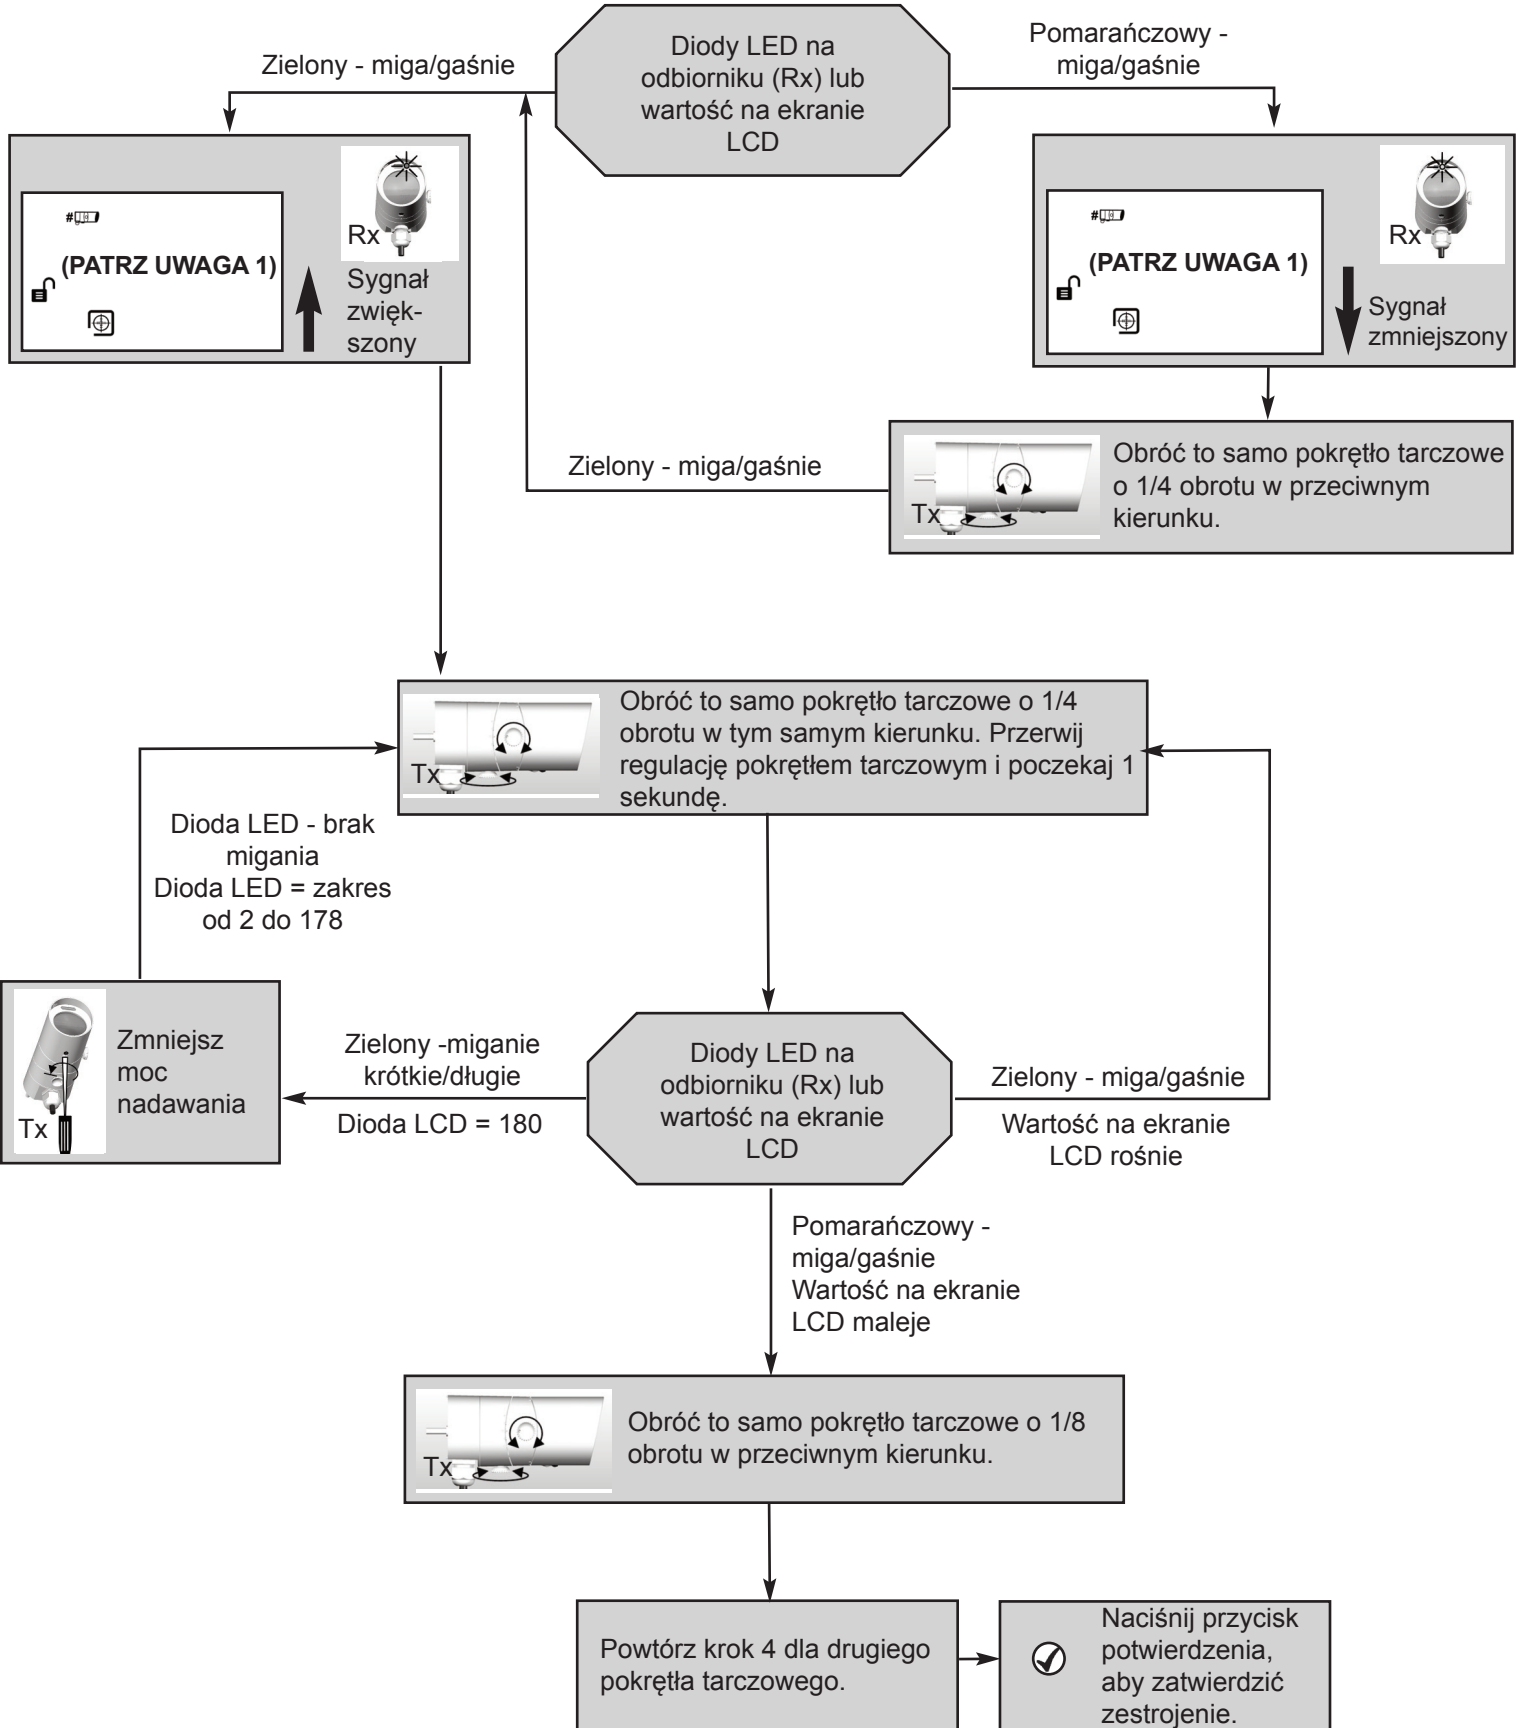 Diody LED na
odbiorniku (Rx) lub
wartość na ekranie
LCD
Zielony - miga/gaśnie
Pomarańczowy -
miga/gaśnie
#
Rx
(PATRZ UWAGA 1)
Sygnał
zwięk-
szony
#
Rx
(PATRZ UWAGA 1)
Sygnał
zmniejszony
Zielony - miga/gaśnie
Tx
Obróć to samo pokrętło tarczowe
o 1/4 obrotu w przeciwnym
kierunku.
Tx
Obróć to samo pokrętło tarczowe o 1/4
obrotu w tym samym kierunku. Przerwij
regulację pokrętłem tarczowym i poczekaj 1
sekundę.
Dioda LED - brak
migania
Dioda LED = zakres
od 2 do 178
Tx
Zmniejsz
moc
nadawania
Zielony -miganie
krótkie/długie
Dioda LCD = 180
Diody LED na
odbiorniku (Rx) lub
wartość na ekranie
LCD
Zielony - miga/gaśnie
Wartość na ekranie
LCD rośnie
Pomarańczowy -
miga/gaśnie
Wartość na ekranie
LCD maleje
Tx
Obróć to samo pokrętło tarczowe o 1/8
obrotu w przeciwnym kierunku.
Powtórz krok 4 dla drugiego
pokrętła tarczowego.
Naciśnij przycisk
potwierdzenia,
aby zatwierdzić
zestrojenie.